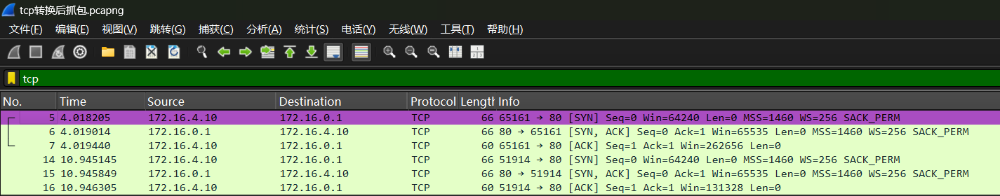 tcp转换后抓包.pcapng
文件(F) 编辑(E) 视图(V) 跳转(G) 捕获(C) 分析(A) 统计(S) 电话(Y) 无线(W) 工具(T) 帮助(H)
tcp
No. Time Source Destination Protocol Length Info
5 4.018205 172.16.4.10 172.16.0.1 TCP 66 65161 → 80 [SYN] Seq=0 Win=64240 Len=0 MSS=1460 WS=256 SACK_PERM
6 4.019014 172.16.0.1 172.16.4.10 TCP 66 80 → 65161 [SYN, ACK] Seq=0 Ack=1 Win=65535 Len=0 MSS=1460 WS=256 SACK_PERM
7 4.019440 172.16.4.10 172.16.0.1 TCP 60 65161 → 80 [ACK] Seq=1 Ack=1 Win=262656 Len=0
14 10.945145 172.16.4.10 172.16.0.1 TCP 66 51914 → 80 [SYN] Seq=0 Win=64240 Len=0 MSS=1460 WS=256 SACK_PERM
15 10.945849 172.16.0.1 172.16.4.10 TCP 66 80 → 51914 [SYN, ACK] Seq=0 Ack=1 Win=65535 Len=0 MSS=1460 WS=256 SACK_PERM
16 10.946305 172.16.4.10 172.16.0.1 TCP 60 51914 → 80 [ACK] Seq=1 Ack=1 Win=131328 Len=0